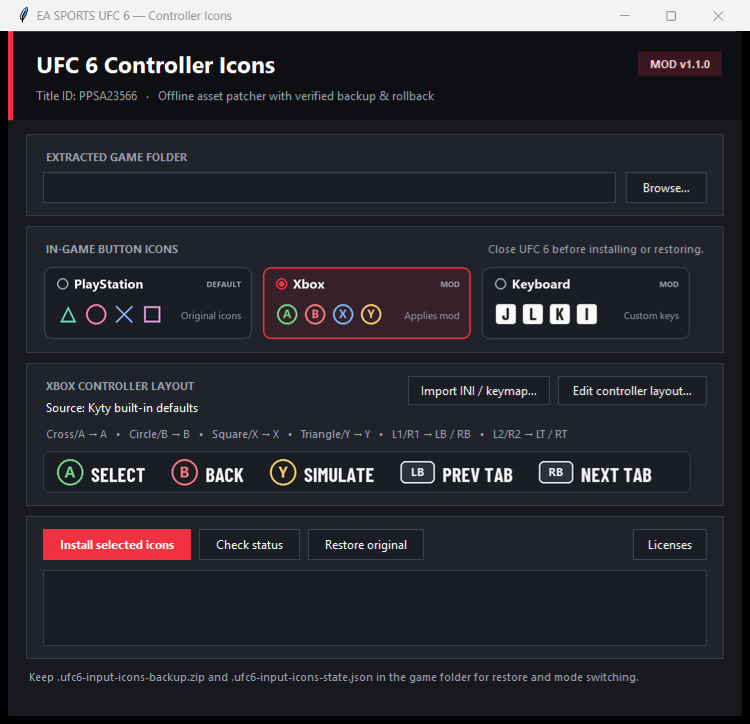 EA SPORTS UFC 6 — Controller Icons
UFC 6 Controller Icons
MOD v1.1.0
Title ID: PPSA23566 · Offline asset patcher with verified backup & rollback
EXTRACTED GAME FOLDER
Browse...
IN-GAME BUTTON ICONS
Close UFC 6 before installing or restoring.
PlayStation DEFAULT
Original icons
Xbox MOD
A B X Y Applies mod
Keyboard MOD
J L K I Custom keys
XBOX CONTROLLER LAYOUT
Import INI / keymap...
Edit controller layout...
Source: Kyty built-in defaults
Cross/A → A • Circle/B → B • Square/X → X • Triangle/Y → Y • L1/R1 → LB / RB • L2/R2 → LT / RT
A SELECT B BACK Y SIMULATE LB PREV TAB RB NEXT TAB
Install selected icons
Check status
Restore original
Licenses
Keep .ufc6-input-icons-backup.zip and .ufc6-input-icons-state.json in the game folder for restore and mode switching.